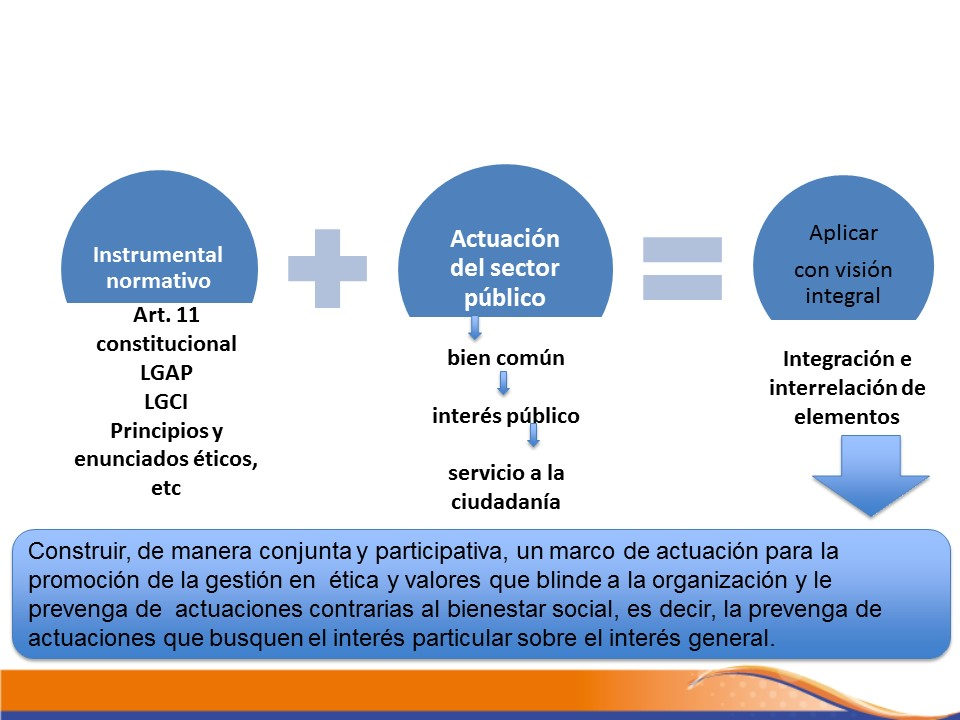 Instrumental
normativo
Art. 11
constitucional
LGAP
LGCI
Principios y
enunciados éticos,
etc
Actuación
del sector
público
bien común
interés público
servicio a la
ciudadanía
Aplicar
con visión
integral
Integración e
interrelación de
elementos
Construir, de manera conjunta y participativa, un marco de actuación para la
promoción de la gestión en ética y valores que blinde a la organización y le
prevenga de actuaciones contrarias al bienestar social, es decir, la prevenga de
actuaciones que busquen el interés particular sobre el interés general.